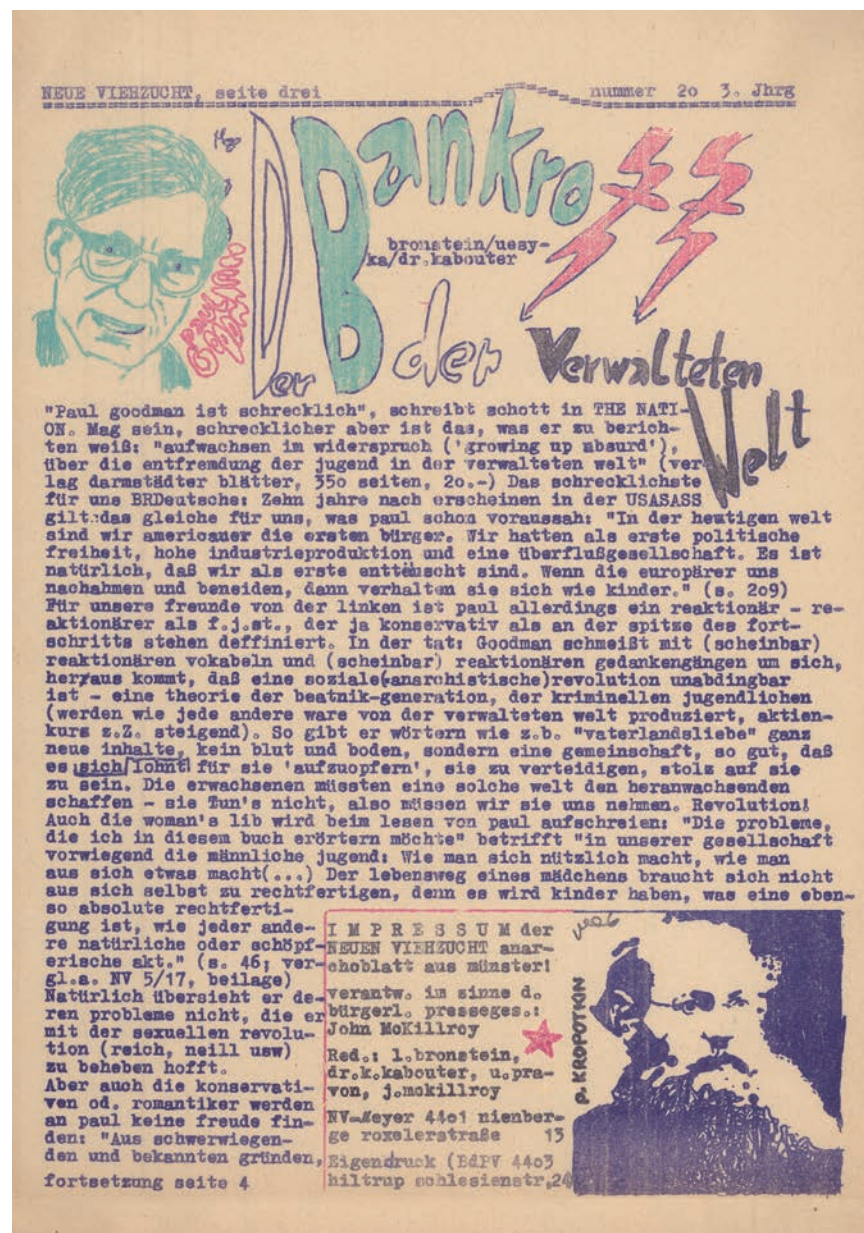 NEUE VIEHZUCHT, seite drei
nummer 2o 3. Jhrg
PAUL
Der Bankro
bronstein/uesy-
ka/dr.kabouter
der Verwalteten
Welt
"Paul goodman ist schrecklich", schreibt schott in THE NATI-
ON. Mag sein, schrecklicher aber ist das, was er zu berich-
ten weiß: "aufwachsen im widerspruch ('growing up absurd'),
über die entfremdung der jugend in der verwalteten welt" (ver-
lag darmstädter blätter, 35o seiten, 2o.-) Das schrecklichste
für uns BRDeutsche: Zehn jahre nach erscheinen in der USASASS
gilt das gleiche für uns, was paul schon voraussah: "In der heutigen welt
sind wir americauer die ersten bürger. Wir hatten als erste politische
freiheit, hohe industrieproduktion und eine überflußgesellschaft. Es ist
natürlich, daß wir als erste enttäuscht sind. Wenn die europärer uns
nachahmen und beneiden, dann verhalten sie sich wie kinder." (s. 2o9)
Für unsere freunde von der linken ist paul allerdings ein reaktionär - re-
aktionärer als f.j.st., der ja konservativ als an der spitze des fort-
schritts stehen deffiniert. In der tat: Goodman schmeißt mit (scheinbar)
reaktionären vokabeln und (scheinbar) reaktionären gedankengängen um sich,
heraus kommt, daß eine soziale(anarchistische)revolution unabdingbar
ist - eine theorie der beatnik-generation, der kriminellen jugendlichen
(werden wie jede andere ware von der verwalteten welt produziert, aktien-
kurs z.Z. steigend). So gibt er wörtern wie z.b. "vaterlandsliebe" ganz
neue inhalte, kein blut und boden, sondern eine gemeinschaft, so gut, daß
es sich lohnt für sie 'aufzuopfern', sie zu verteidigen, stolz auf sie
zu sein. Die erwachsenen müssten eine solche welt den heranwachsenden
schaffen - sie Tun's nicht, also müssen wir sie uns nehmen. Revolution!
Auch die woman's lib wird beim lesen von paul aufschreien: "Die probleme,
die ich in diesem buch erörtern möchte" betrifft "in unserer gesellschaft
vorwiegend die männliche jugend: Wie man sich nützlich macht, wie man
aus sich etwas macht(...) Der lebensweg eines mädchens braucht sich nicht
aus sich selbst zu rechtfertigen, denn es wird kinder haben, was eine eben-
so absolute rechtferti-
gung ist, wie jeder ande-
re natürliche oder schöpf-
erische akt." (s. 46; ver-
gl.a. NV 5/17, beilage)
Natürlich übersieht er de-
ren probleme nicht, die er
mit der sexuellen revolu-
tion (reich, neill usw)
zu beheben hofft.
Aber auch die konservati-
ven od. romantiker werden
an paul keine freude fin-
den: "Aus schwerwiegen-
den und bekannten gründen,
fortsetzung seite 4
I M P R E S S U M der
NEUEN VIEHZUCHT anar-
choblatt aus münster!
verantw. im sinne d.
bürgerl. presseges.:
John McKillroy
Red.: l.bronstein,
dr.k.kabouter, u.pra-
von, j.mckillroy
NV-Meyer 44o1 nienber-
ge roxelerstraße 13
Eigendruck (BdPV 44o3
hiltrup schlesienstr,24
p. KROPOTKIN